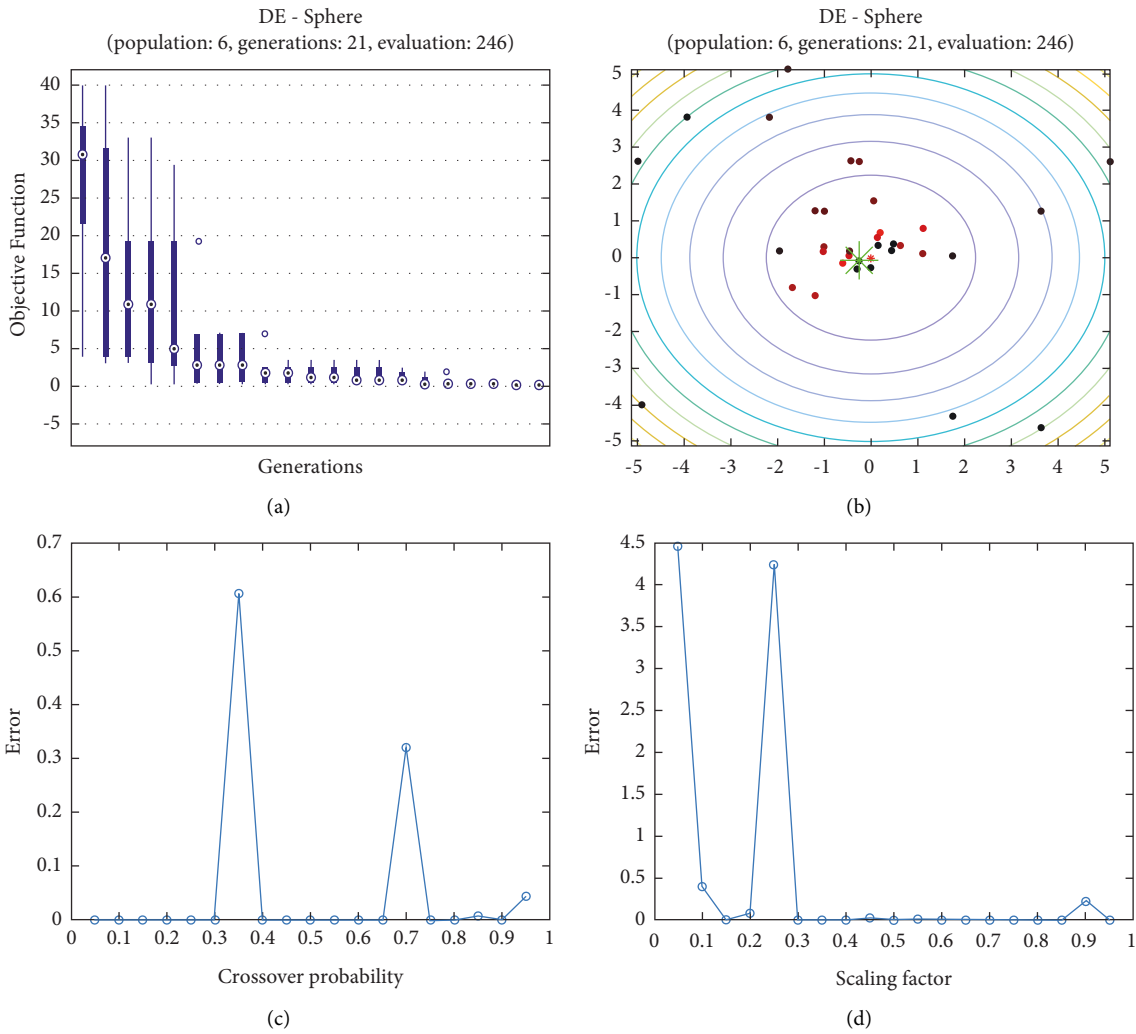 DE - Sphere
(population: 6, generations: 21, evaluation: 246)
40
35
30
25
20
15
10
5
0
-5
Objective Function
Generations
(a)
DE - Sphere
(population: 6, generations: 21, evaluation: 246)
5
4
3
2
1
0
-1
-2
-3
-4
-5
-5 -4 -3 -2 -1 0 1 2 3 4 5
(b)
0.7
0.6
0.5
0.4
0.3
0.2
0.1
0
Error
0 0.1 0.2 0.3 0.4 0.5 0.6 0.7 0.8 0.9 1
Crossover probability
(c)
4.5
4
3.5
3
2.5
2
1.5
1
0.5
0
Error
0 0.1 0.2 0.3 0.4 0.5 0.6 0.7 0.8 0.9 1
Scaling factor
(d)